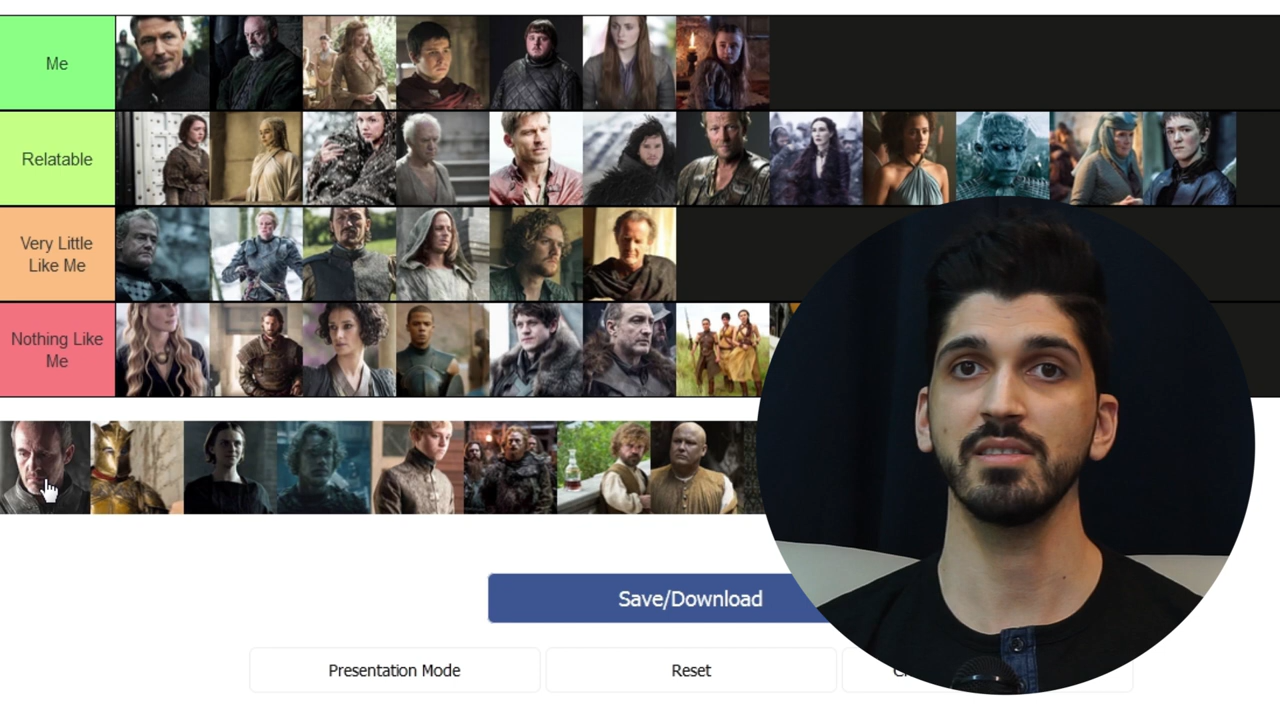 Me
Relatable
Very Little
Like Me
Nothing Like
Me
Save/Download
Presentation Mode
Reset